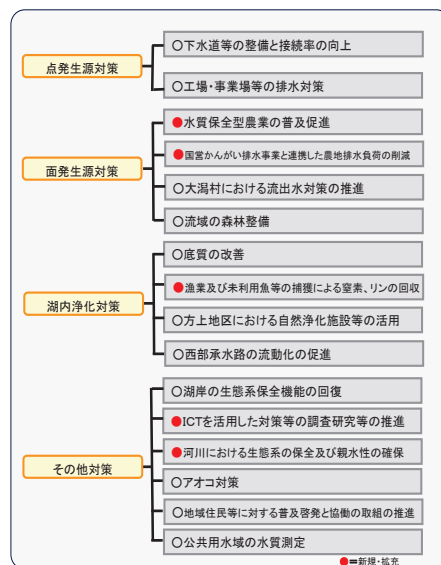 点発生源対策
○下水道等の整備と接続率の向上
○工場・事業場等の排水対策
面発生源対策
●水質保全型農業の普及促進
●国営かんがい排水事業と連携した農地排水負荷の削減
○大潟村における流出水対策の推進
○流域の森林整備
湖内浄化対策
○底質の改善
●漁業及び未利用魚等の捕獲による窒素、リンの回収
○方上地区における自然浄化施設等の活用
○西部承水路の流動化の促進
その他対策
○湖岸の生態系保全機能の回復
●ICTを活用した対策等の調査研究等の推進
●河川における生態系の保全及び親水性の確保
○アオコ対策
○地域住民等に対する普及啓発と協働の取組の推進
○公共用水域の水質測定
●=新規・拡充